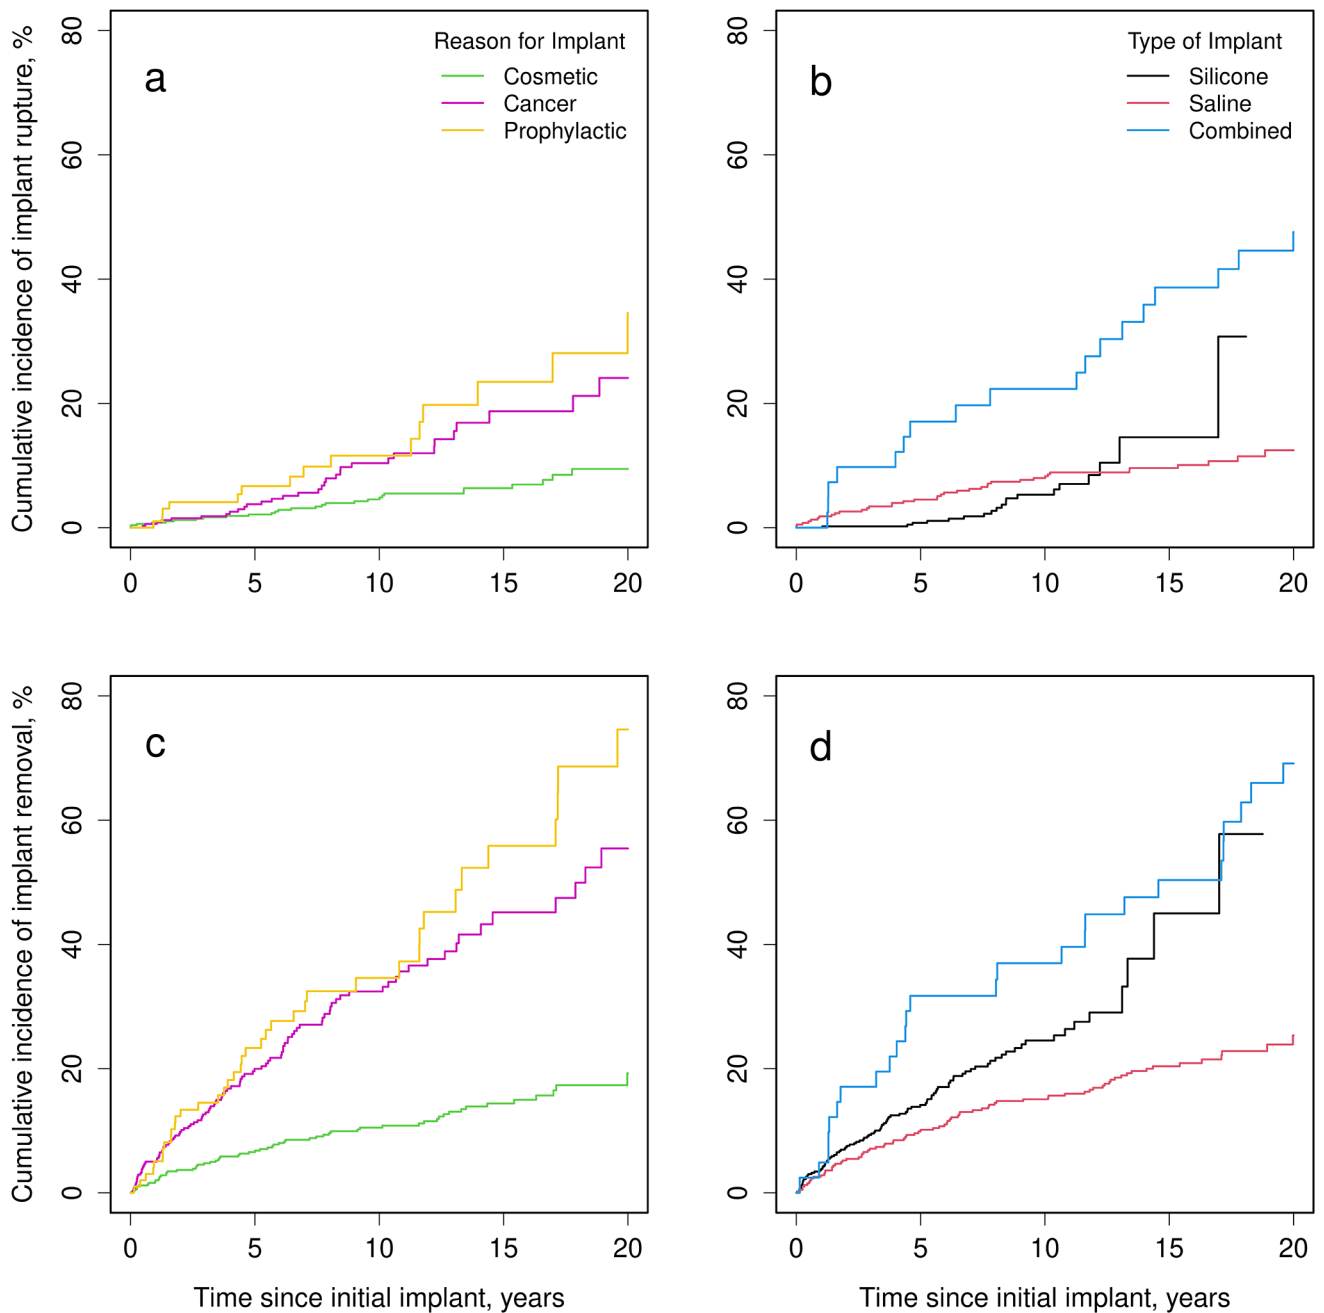 Cumulative incidence of implant rupture, %
80
60
40
20
0
a
Reason for Implant
Cosmetic
Cancer
Prophylactic
0 5 10 15 20
80
60
40
20
0
b
Type of Implant
Silicone
Saline
Combined
0 5 10 15 20
Cumulative incidence of implant removal, %
80
60
40
20
0
c
0 5 10 15 20
Time since initial implant, years
80
60
40
20
0
d
0 5 10 15 20
Time since initial implant, years